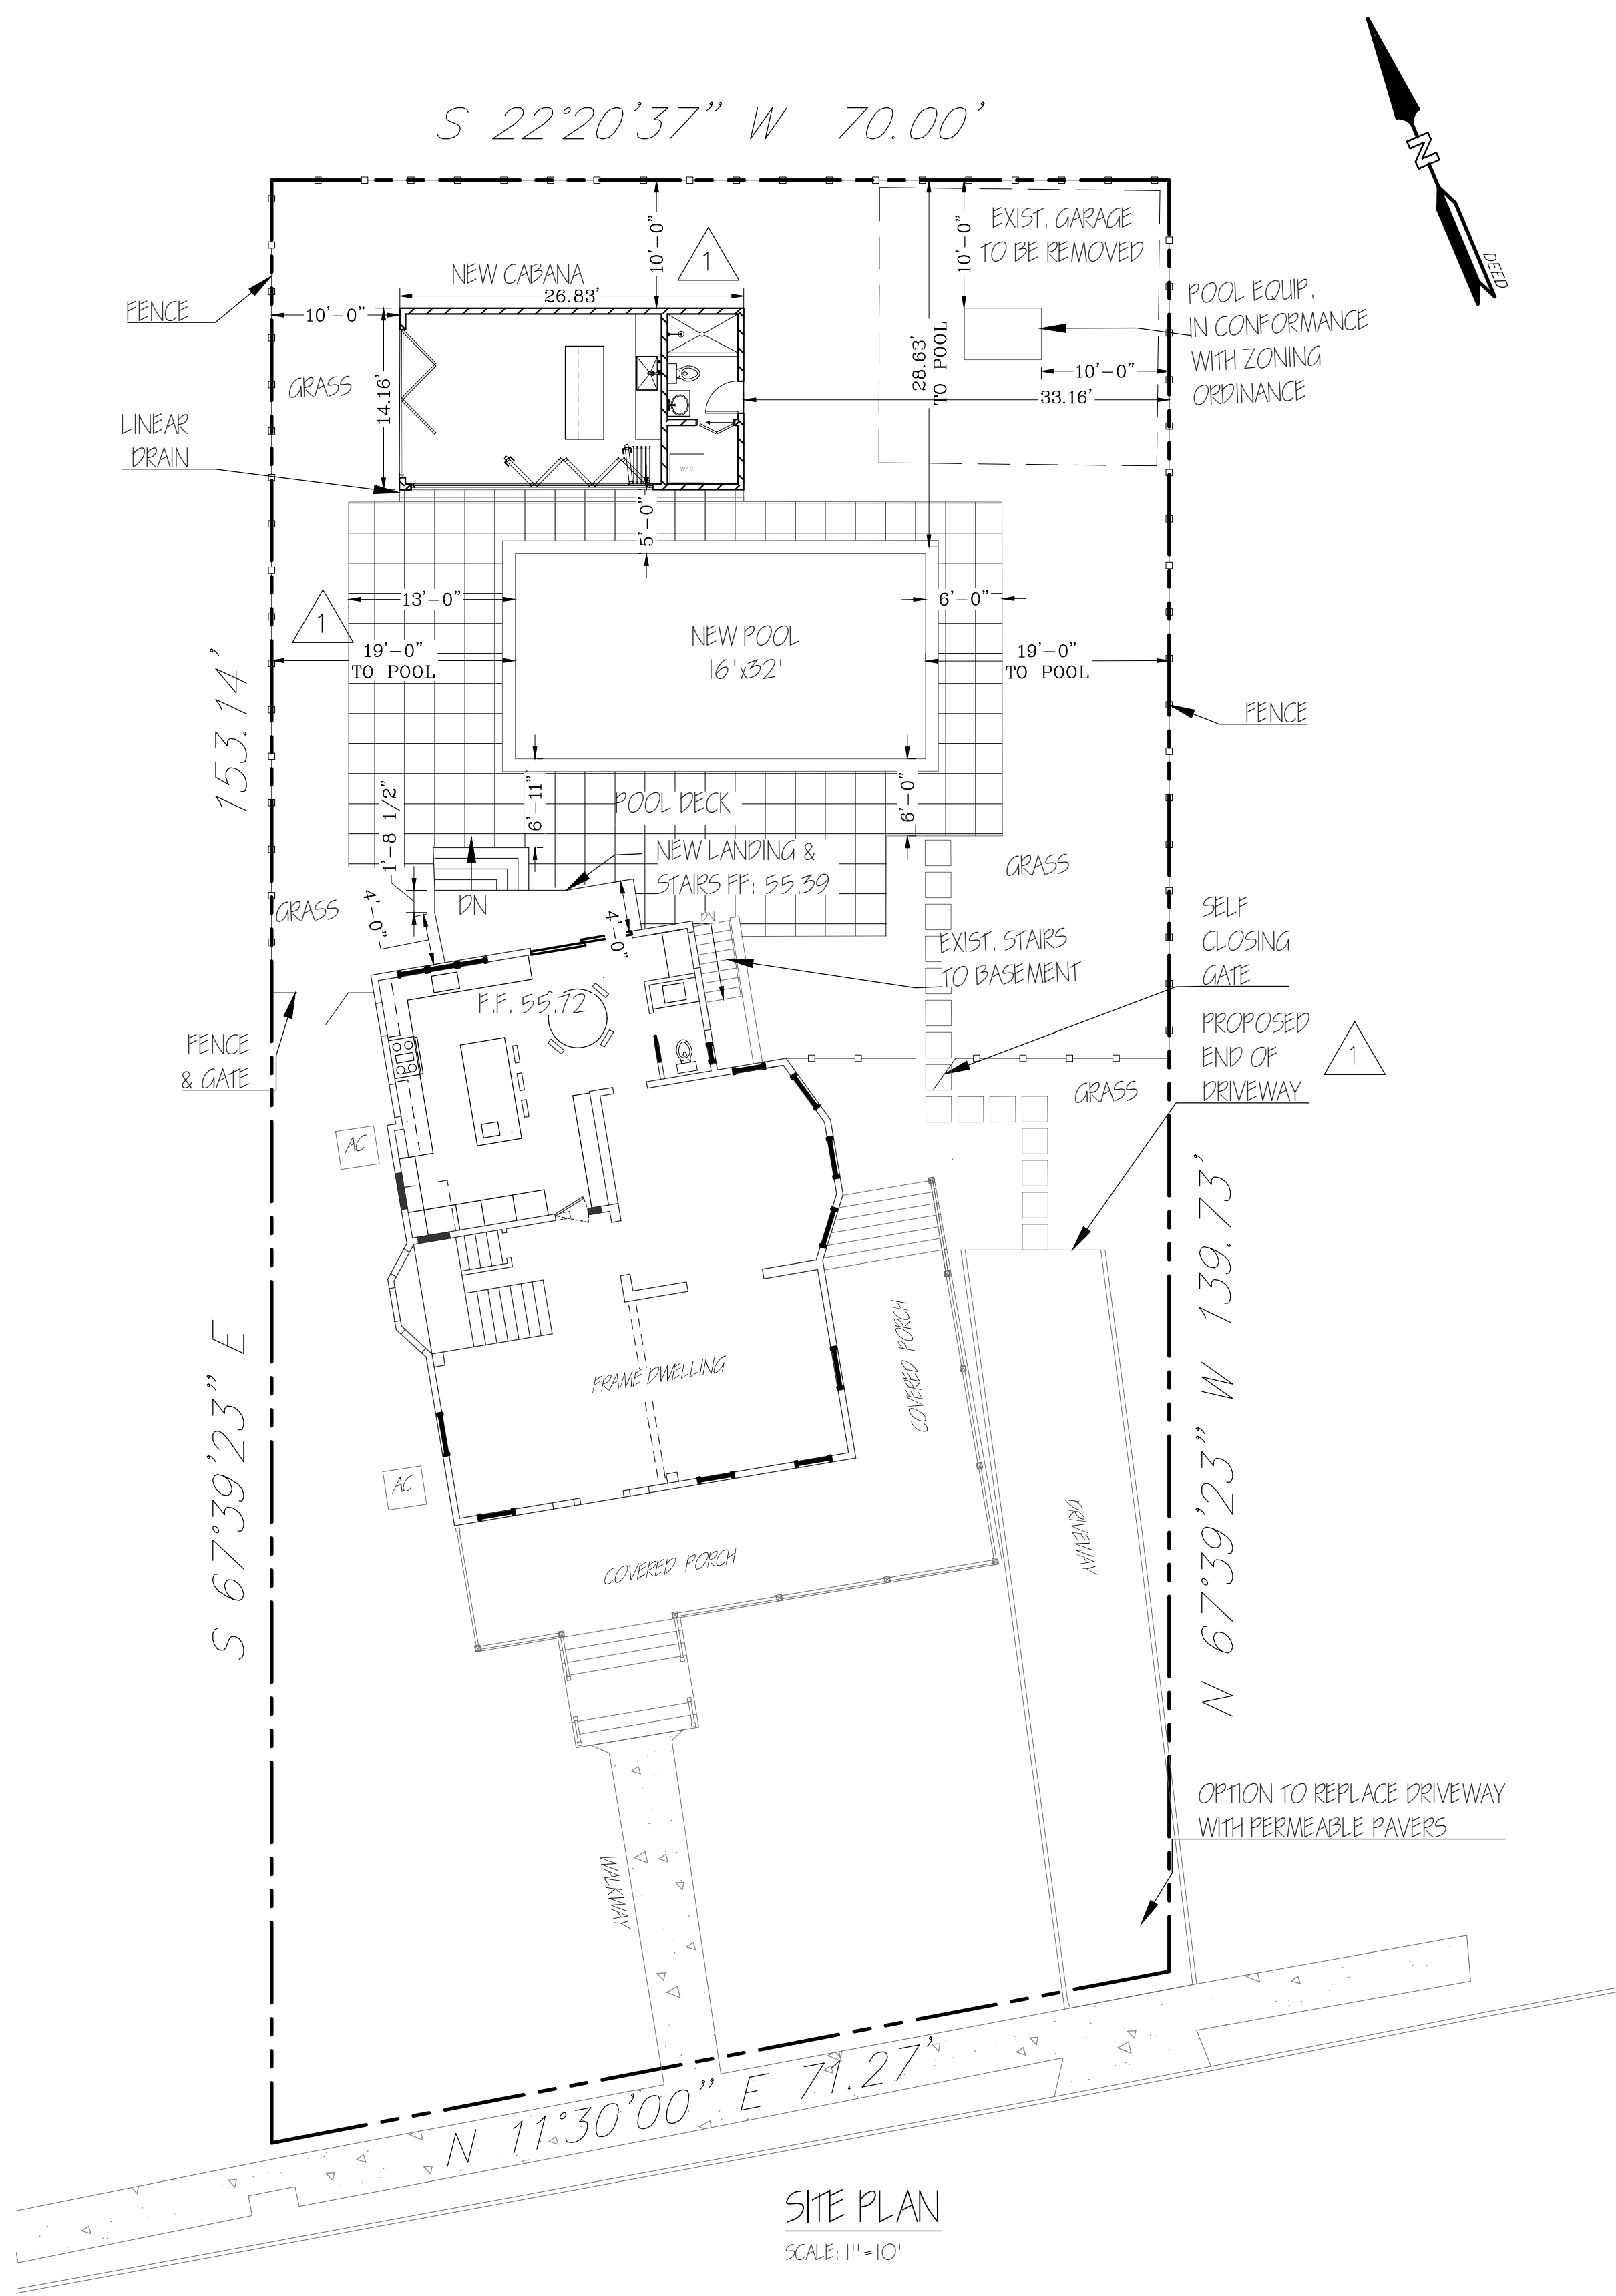 S 22°20'37" W 70.00'
N
DEED
EXIST. GARAGE
TO BE REMOVED
10'-0"
10'-0"
1
NEW CABANA
26.83'
FENCE
10'-0"
POOL EQUIP.
IN CONFORMANCE
WITH ZONING
ORDINANCE
28.63'
TO POOL
10'-0"
33.16'
GRASS
14.16'
LINEAR
DRAIN
W/D
5'-0"
13'-0"
6'-0"
1
NEW POOL
16'x32'
19'-0"
TO POOL
19'-0"
TO POOL
FENCE
153.14'
1'-8 1/2"
6'-11"
POOL DECK
6'-0"
NEW LANDING &
STAIRS FF: 55.39
GRASS
GRASS
DN
4'-0"
4'-0"
DN
SELF
CLOSING
GATE
EXIST. STAIRS
TO BASEMENT
F.F. 55.72
PROPOSED
END OF
DRIVEWAY
1
FENCE
& GATE
GRASS
AC
S 67°39'23" E
N 67°39'23" W 139.73'
COVERED PORCH
FRAME DWELLING
AC
DRIVEWAY
COVERED PORCH
OPTION TO REPLACE DRIVEWAY
WITH PERMEABLE PAVERS
WALKWAY
N 11°30'00" E 71.27'
SITE PLAN
SCALE: 1"=10'